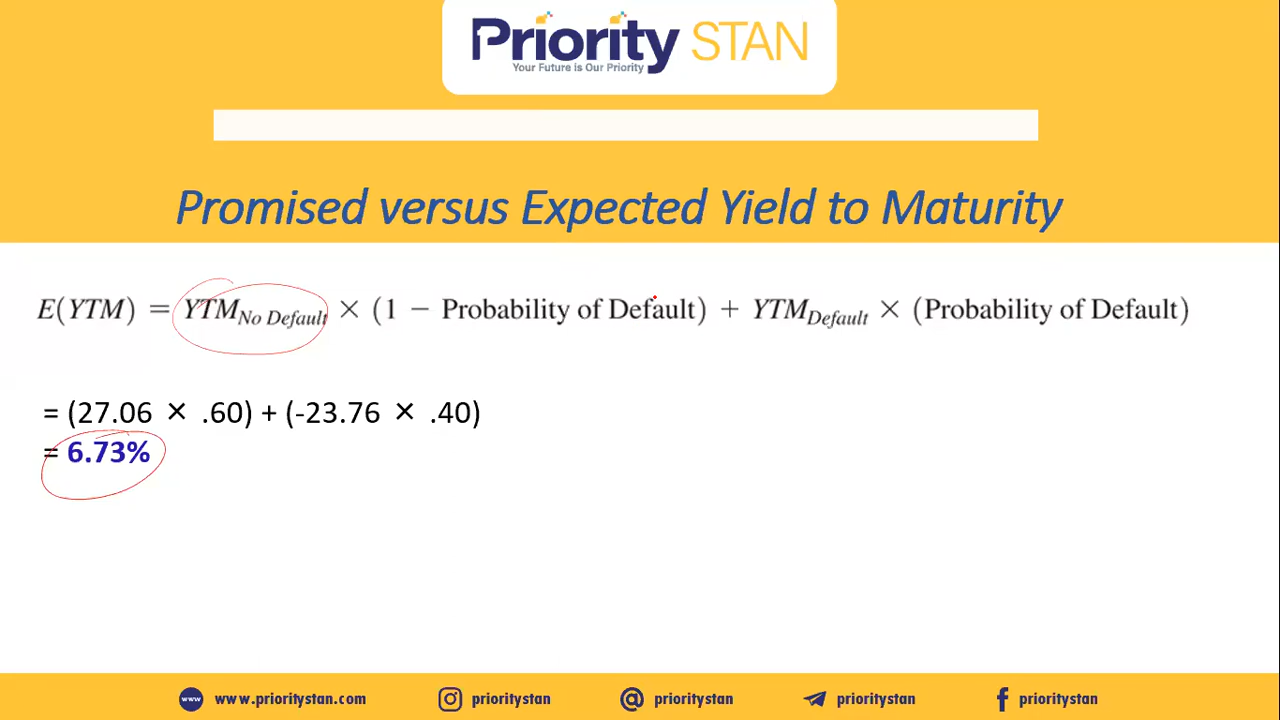 Priority STAN
Your Future is Our Priority
Promised versus Expected Yield to Maturity
E(YTM) = YTM_No Default × (1 − Probability of Default) + YTM_Default × (Probability of Default)
= (27.06 × .60) + (-23.76 × .40)
= 6.73%
www www.prioritystan.com prioritystan prioritystan prioritystan prioritystan